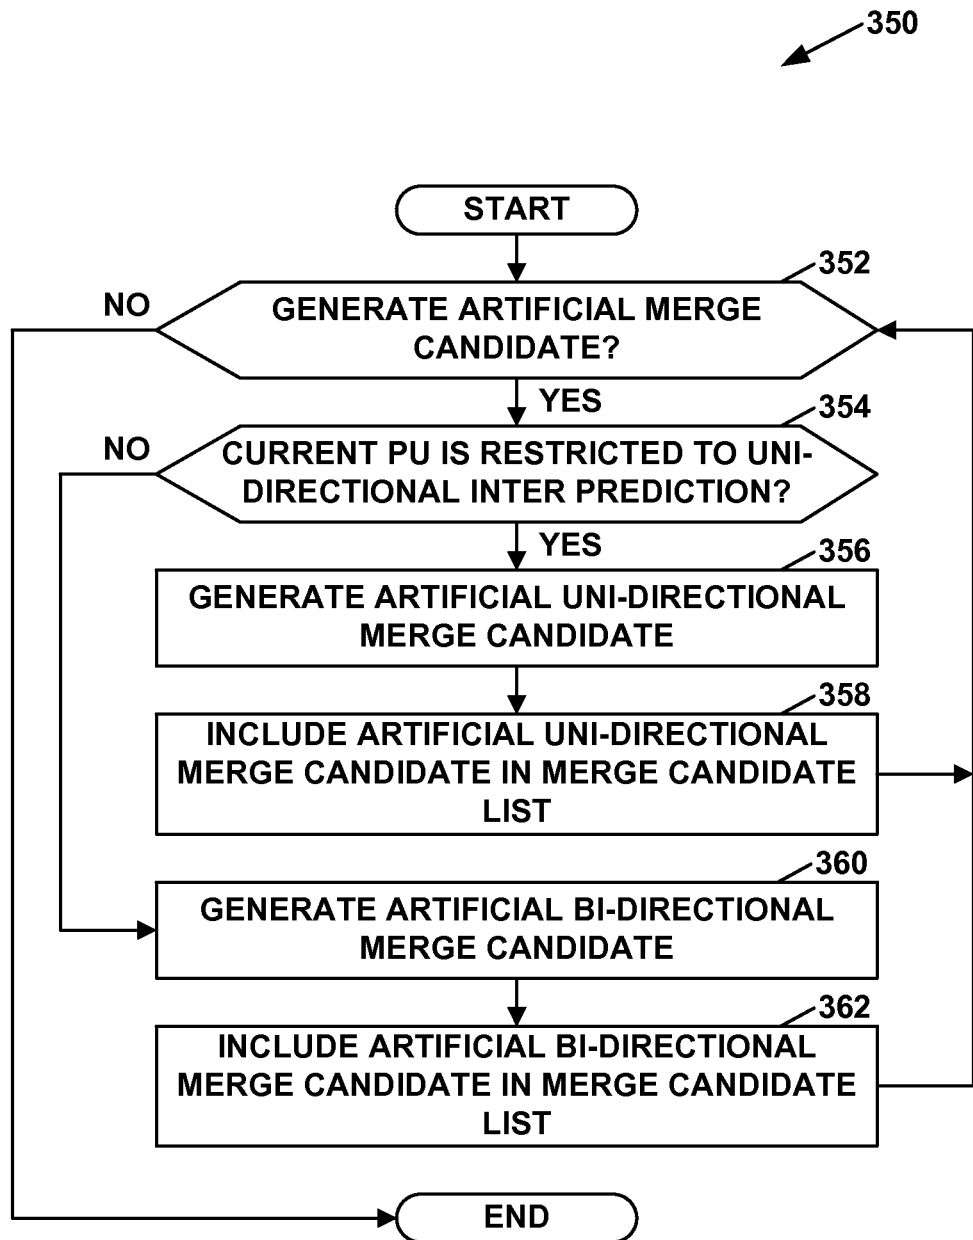 350
START
352
NO
GENERATE ARTIFICIAL MERGE
CANDIDATE?
YES
354
NO
CURRENT PU IS RESTRICTED TO UNI-
DIRECTIONAL INTER PREDICTION?
YES
356
GENERATE ARTIFICIAL UNI-DIRECTIONAL
MERGE CANDIDATE
358
INCLUDE ARTIFICIAL UNI-DIRECTIONAL
MERGE CANDIDATE IN MERGE CANDIDATE
LIST
360
GENERATE ARTIFICIAL BI-DIRECTIONAL
MERGE CANDIDATE
362
INCLUDE ARTIFICIAL BI-DIRECTIONAL
MERGE CANDIDATE IN MERGE CANDIDATE
LIST
END